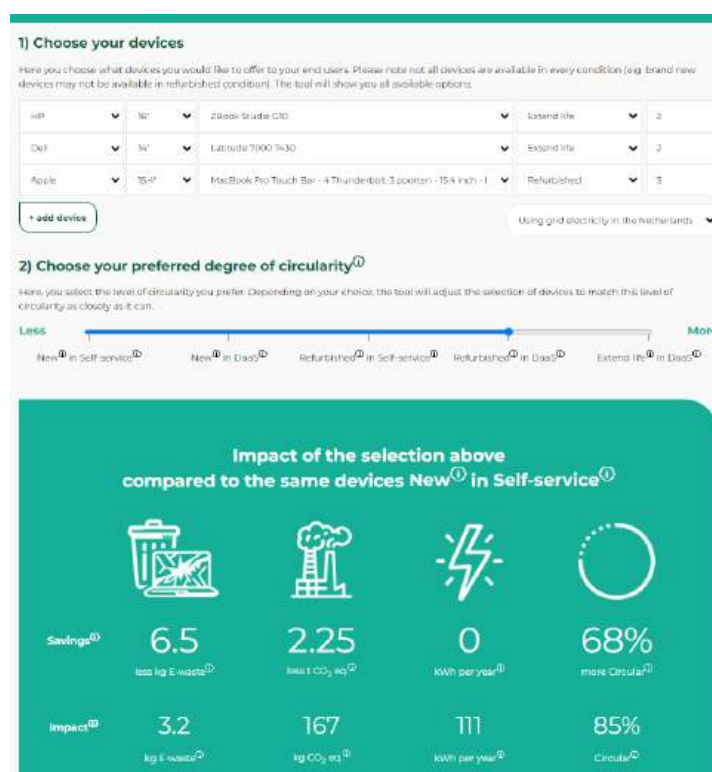 1) Choose your devices
Here you choose what devices you would like to offer to your end users. Please note not all devices are available in every condition (e.g. brand new
devices may not be available in refurbished condition). The tool will show you all available options.
HP 16" ZBook Studio G10 Extend life 2
Dell 14" Latitude 7000 7430 Extend life 2
Apple 15.4" MacBook Pro Touch Bar - 4 Thunderbolt-3 poorten - 15.4 inch - Refurbished 3
+ add device
Using grid electricity in the Netherlands
2) Choose your preferred degree of circularity
Here, you select the level of circularity you prefer. Depending on your choice, the tool will adjust the selection of devices to match this level of
circularity as closely as it can.
Less More
New in Self-service New in DaaS Refurbished in Self-service Refurbished in DaaS Extend life in DaaS
Impact of the selection above
compared to the same devices New in Self-service
Savings 6.5 2.25 0 68%
less kg E-waste less t CO₂ eq kWh per year more Circular
Impact 3.2 167 111 85%
kg E-waste kg CO₂ eq kWh per year Circular